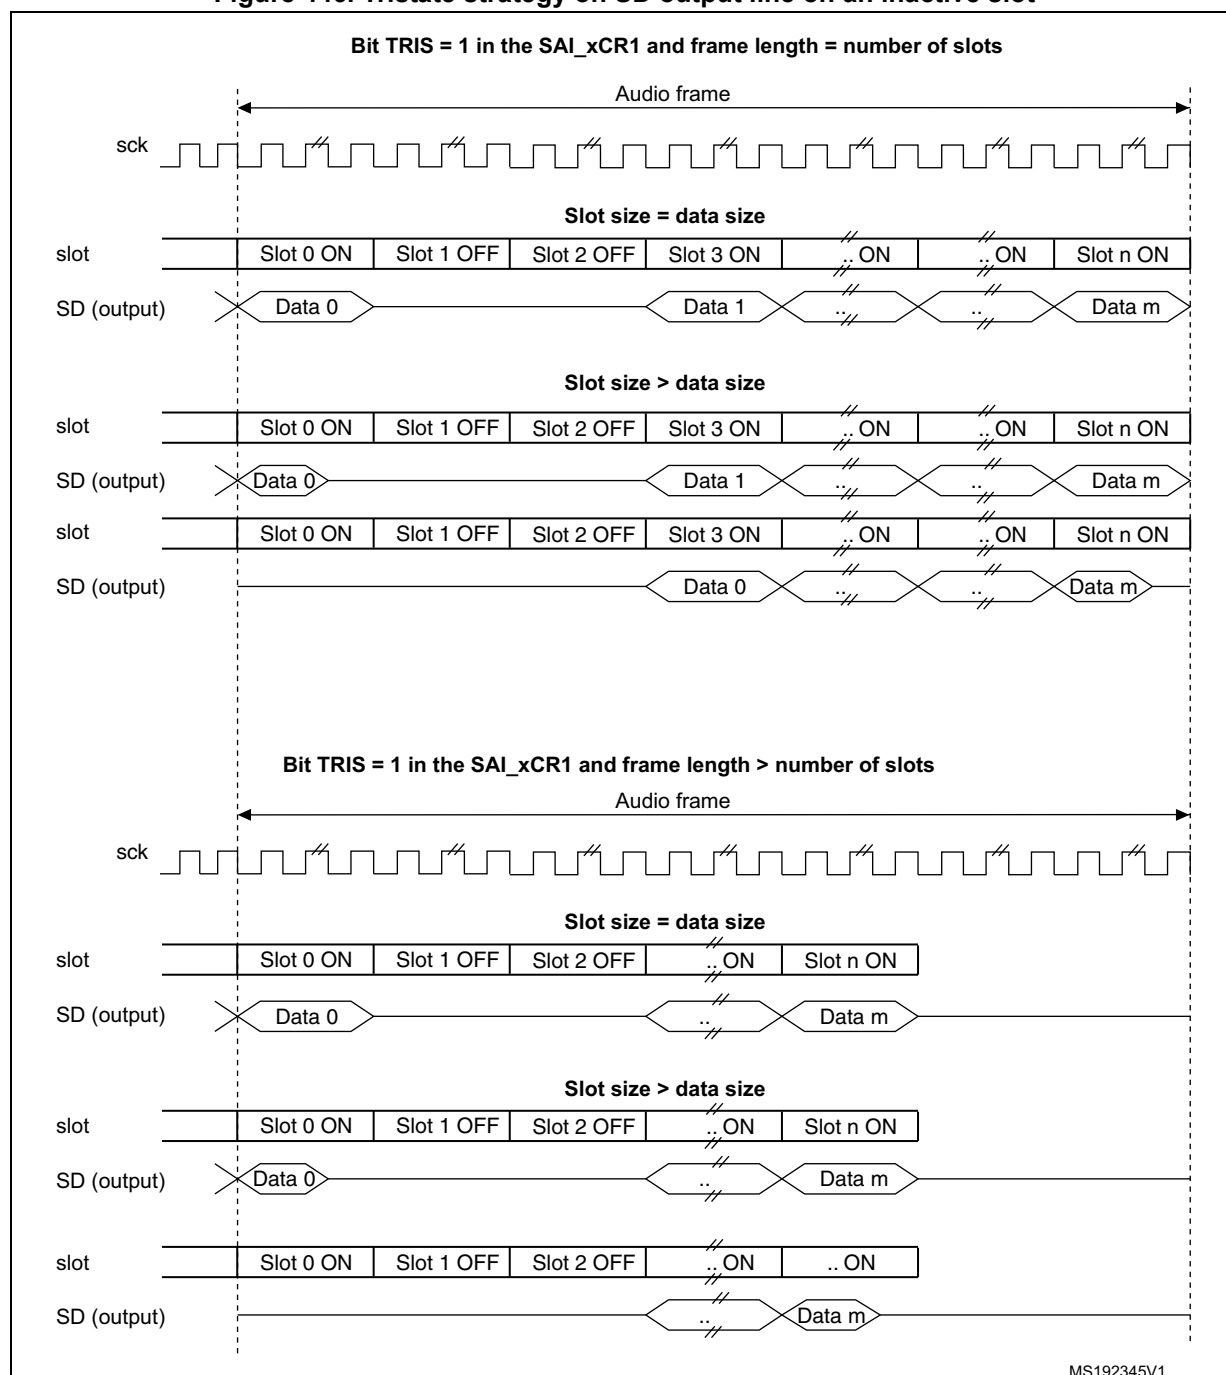 Bit TRIS = 1 in the SAI_xCR1 and frame length = number of slots
Audio frame
sck
Slot size = data size
slot Slot 0 ON Slot 1 OFF Slot 2 OFF Slot 3 ON .. ON .. ON Slot n ON
SD (output) Data 0 Data 1 .. .. Data m
Slot size > data size
slot Slot 0 ON Slot 1 OFF Slot 2 OFF Slot 3 ON .. ON .. ON Slot n ON
SD (output) Data 0 Data 1 .. .. Data m
slot Slot 0 ON Slot 1 OFF Slot 2 OFF Slot 3 ON .. ON .. ON Slot n ON
SD (output) Data 0 .. .. Data m
Bit TRIS = 1 in the SAI_xCR1 and frame length > number of slots
Audio frame
sck
Slot size = data size
slot Slot 0 ON Slot 1 OFF Slot 2 OFF .. ON Slot n ON
SD (output) Data 0 .. Data m
Slot size > data size
slot Slot 0 ON Slot 1 OFF Slot 2 OFF .. ON Slot n ON
SD (output) Data 0 .. Data m
slot Slot 0 ON Slot 1 OFF Slot 2 OFF .. ON .. ON
SD (output) .. Data m
MS192345V1